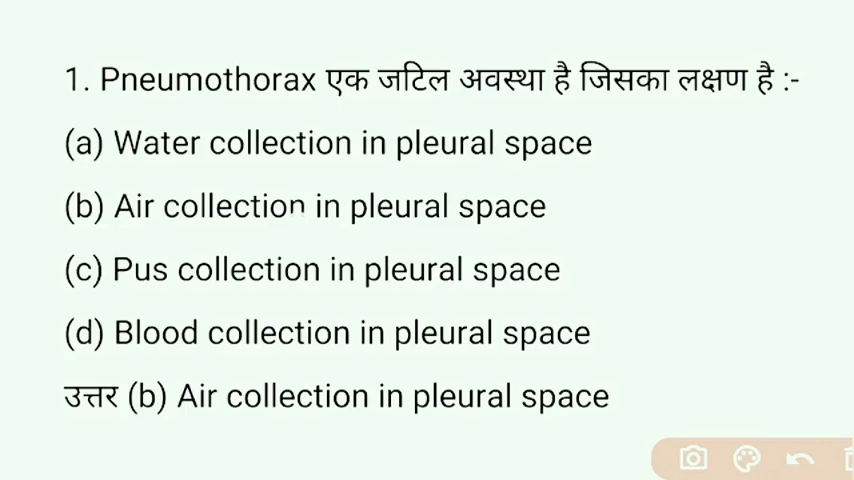 1. Pneumothorax एक जटिल अवस्था है जिसका लक्षण है :-
(a) Water collection in pleural space
(b) Air collection in pleural space
(c) Pus collection in pleural space
(d) Blood collection in pleural space
उत्तर (b) Air collection in pleural space